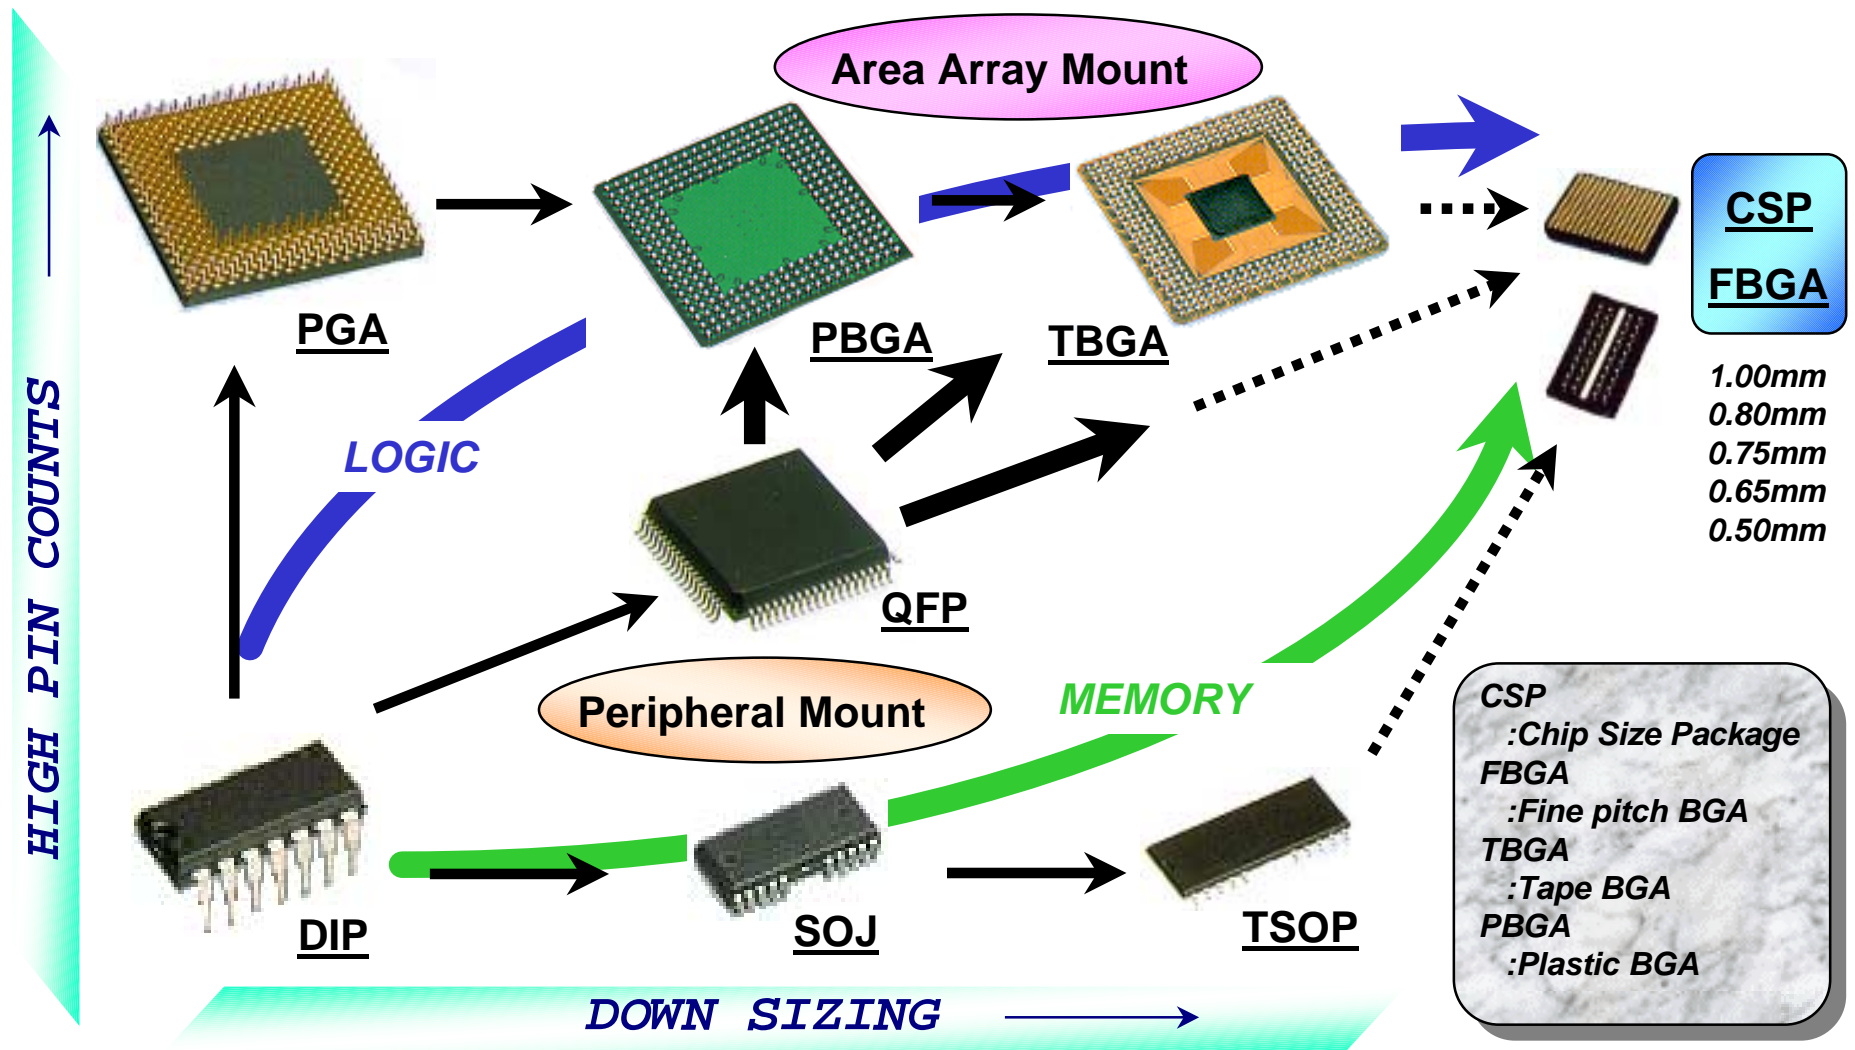 Area Array Mount
CSP
FBGA
PGA
PBGA
TBGA
1.00mm
0.80mm
0.75mm
0.65mm
0.50mm
HIGH PIN COUNTS
LOGIC
QFP
Peripheral Mount
MEMORY
CSP
:Chip Size Package
FBGA
:Fine pitch BGA
TBGA
:Tape BGA
PBGA
:Plastic BGA
DIP
SOJ
TSOP
DOWN SIZING